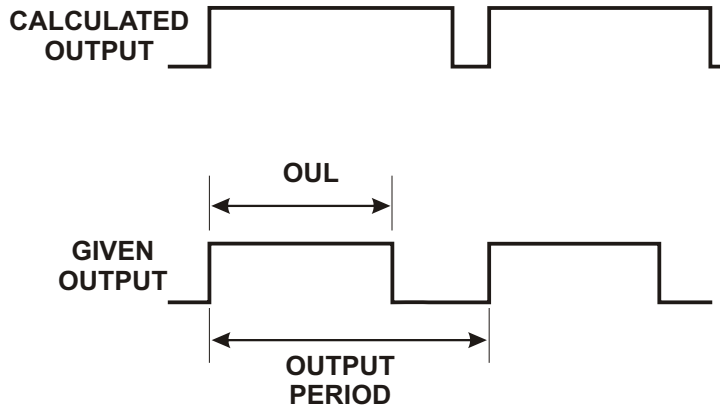 CALCULATED
OUTPUT
OUL
GIVEN
OUTPUT
OUTPUT
PERIOD